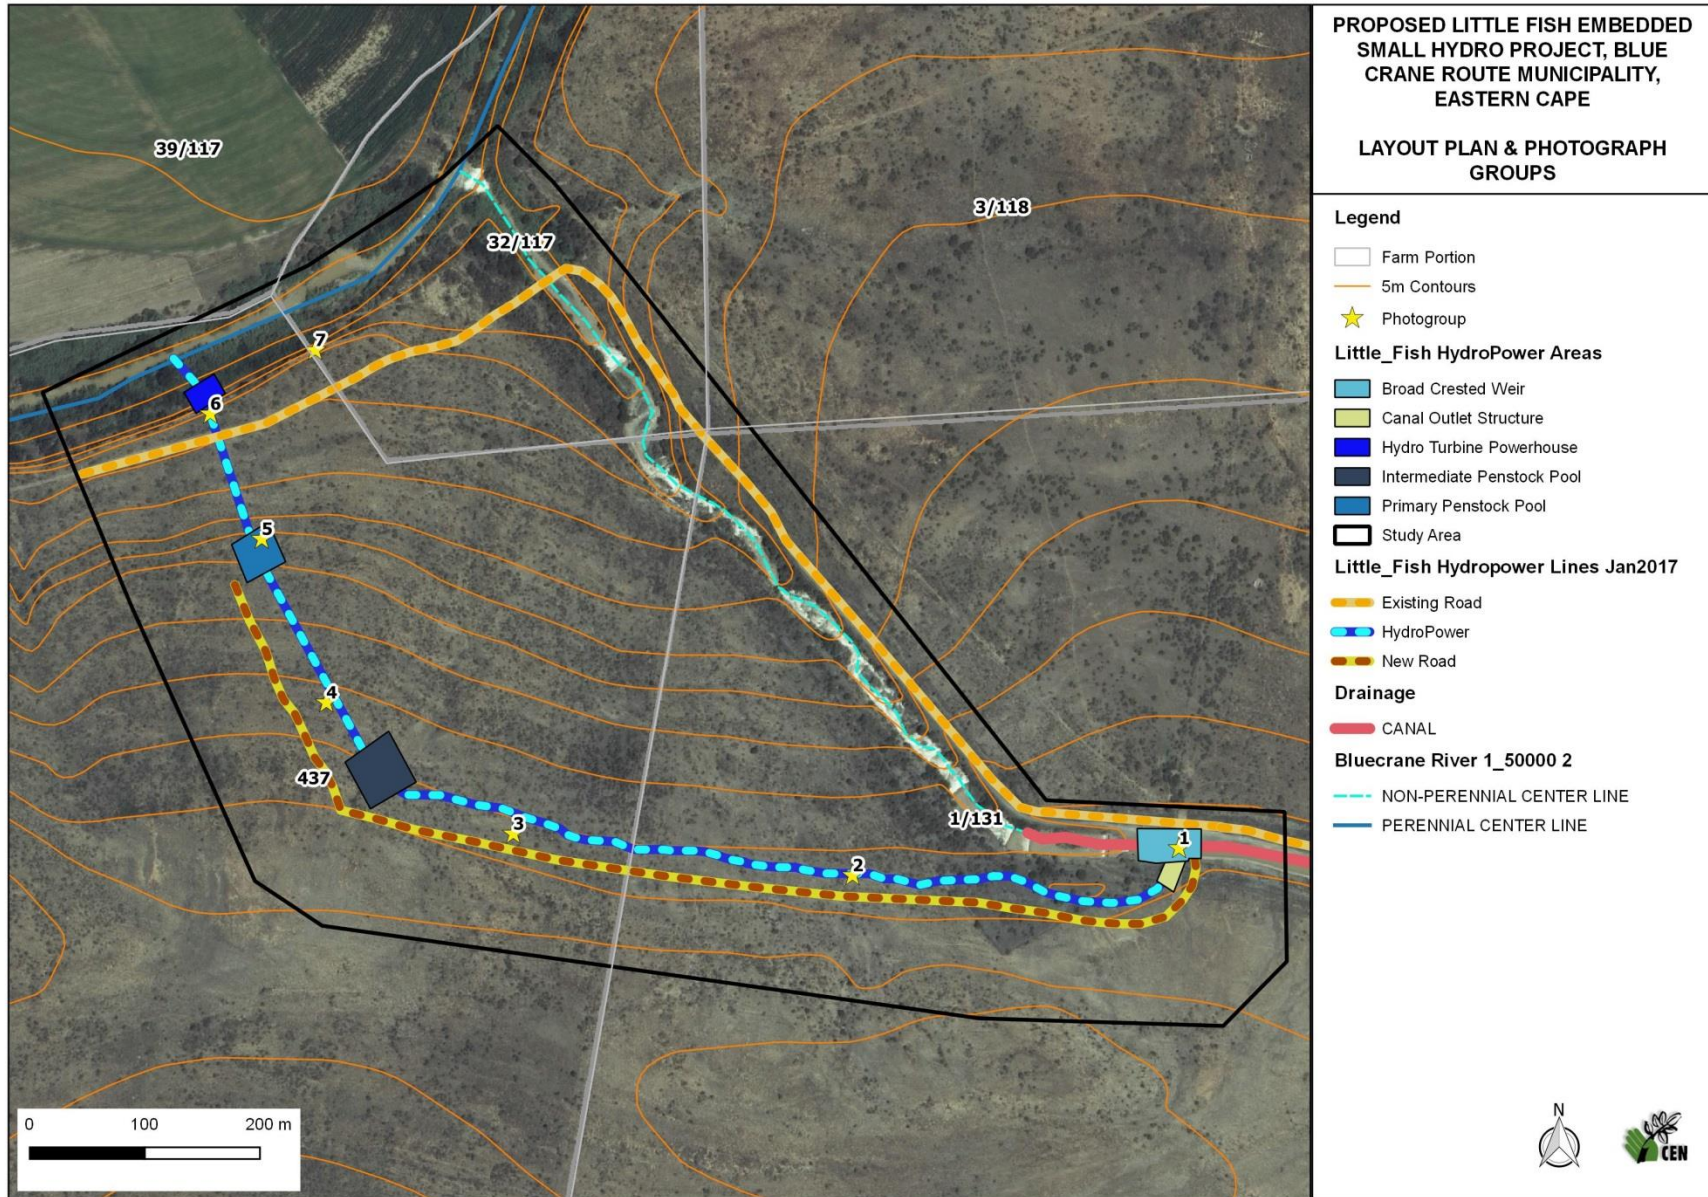 PROPOSED LITTLE FISH EMBEDDED
SMALL HYDRO PROJECT, BLUE
CRANE ROUTE MUNICIPALITY,
EASTERN CAPE
LAYOUT PLAN & PHOTOGRAPH
GROUPS
Legend
Farm Portion
5m Contours
Photogroup
Little_Fish HydroPower Areas
Broad Crested Weir
Canal Outlet Structure
Hydro Turbine Powerhouse
Intermediate Penstock Pool
Primary Penstock Pool
Study Area
Little_Fish Hydropower Lines Jan2017
Existing Road
HydroPower
New Road
Drainage
CANAL
Bluecrane River 1_50000 2
NON-PERENNIAL CENTER LINE
PERENNIAL CENTER LINE
N
CEN
39/117
3/118
32/117
7
6
5
4
437
3
2
1/131
1
0 100 200 m